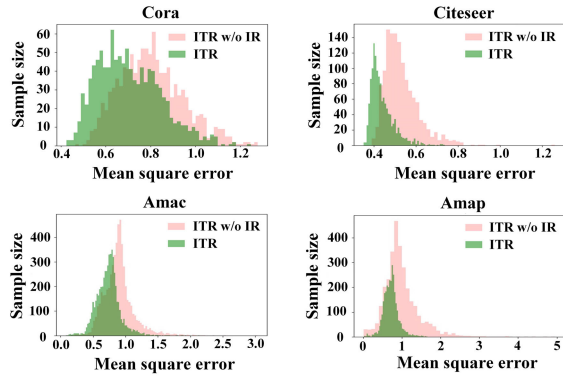 Cora
Sample size
60
50
40
30
20
10
0
ITR w/o IR
ITR
0.4 0.6 0.8 1.0 1.2
Mean square error
Citeseer
Sample size
140
120
100
80
60
40
20
0
ITR w/o IR
ITR
0.4 0.6 0.8 1.0 1.2
Mean square error
Amac
Sample size
400
300
200
100
0
ITR w/o IR
ITR
0.0 0.5 1.0 1.5 2.0 2.5 3.0
Mean square error
Amap
Sample size
400
300
200
100
0
ITR w/o IR
ITR
0 1 2 3 4 5
Mean square error